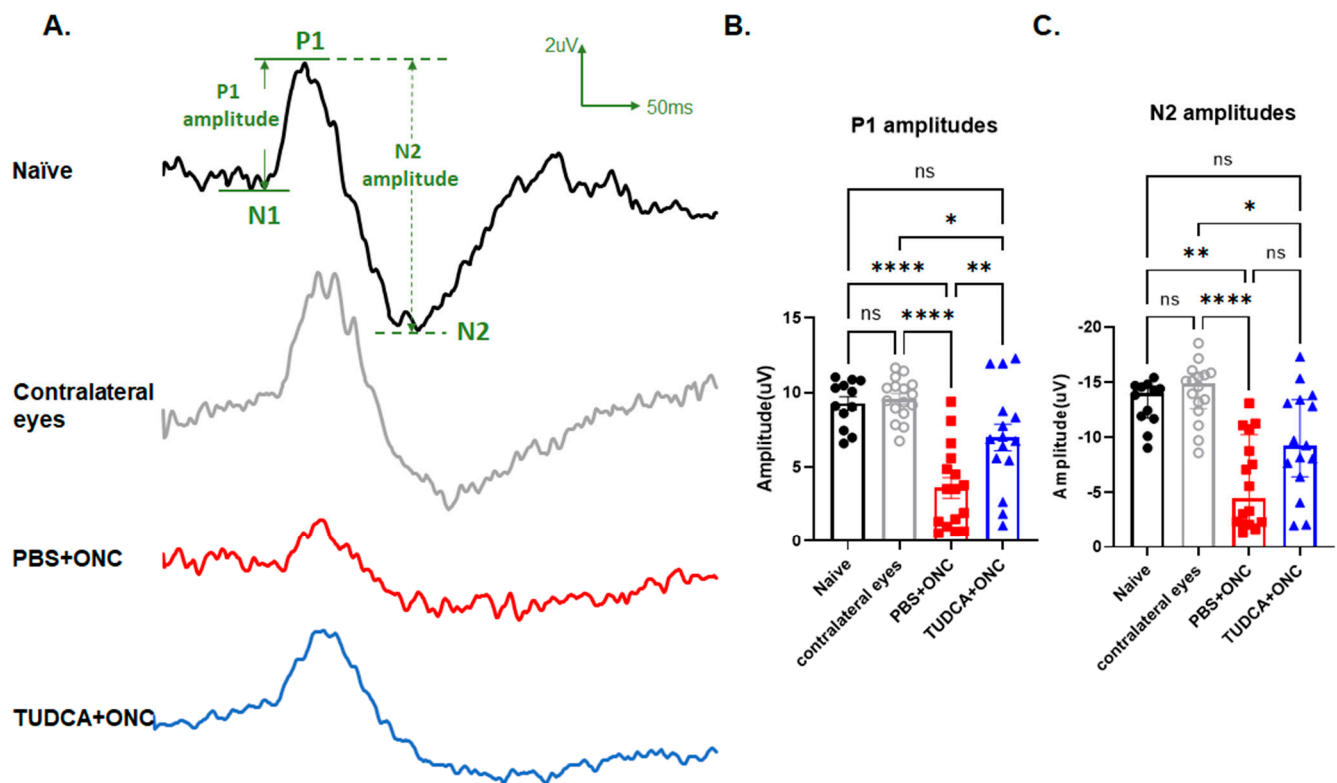 A.
P1
P1
amplitude
2uV
50ms
N2
amplitude
Naïve
N1
N2
Contralateral
eyes
PBS+ONC
TUDCA+ONC
B.
P1 amplitudes
ns
*
****
**
ns
****
15
10
5
0
Amplitude(uV)
Naive
contralateral eyes
PBS+ONC
TUDCA+ONC
C.
N2 amplitudes
ns
*
**
ns
ns
****
-20
-15
-10
-5
0
Amplitude(uV)
Naive
contralateral eyes
PBS+ONC
TUDCA+ONC